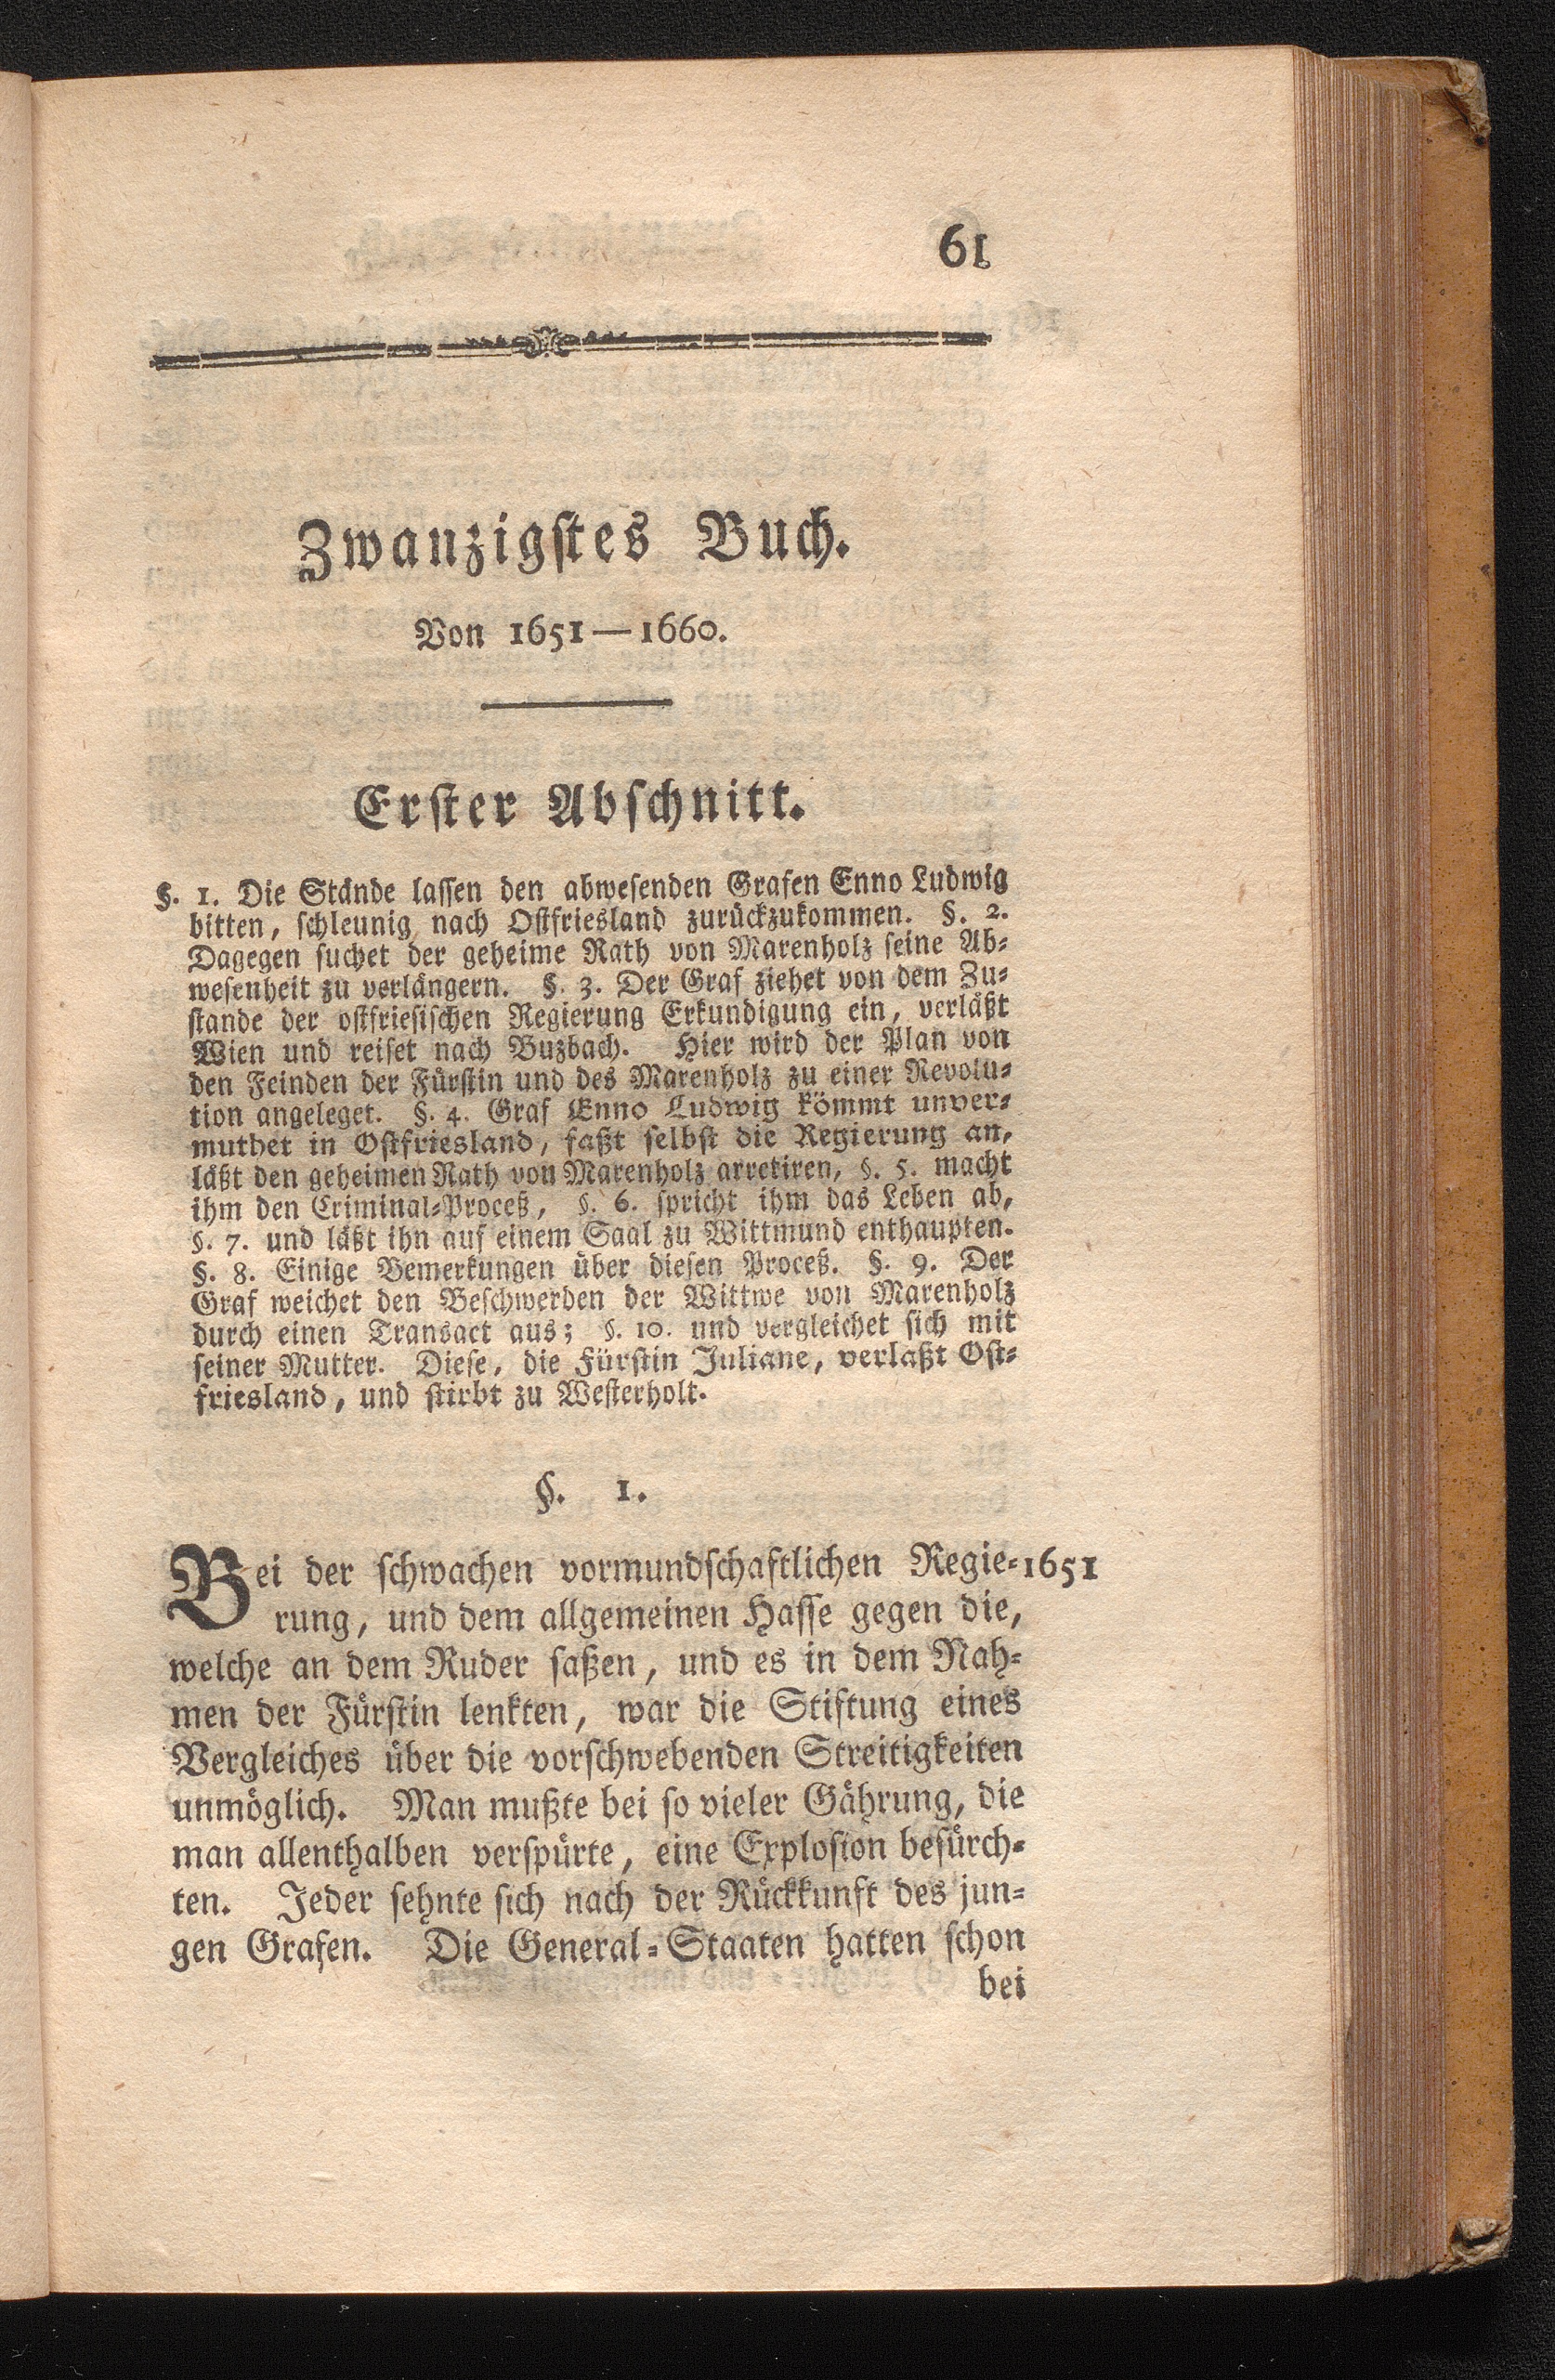 61
Zwanzigstes Buch.
Von 1651—1660.
Erster Abschnitt.
§. 1. Die Stände lassen den abwesenden Grafen Enno Ludwig
bitten, schleunig nach Ostfriesland zurückzukommen. §. 2.
Dagegen suchet der geheime Rath von Marenholz seine Ab-
wesenheit zu verlängern. §. 3. Der Graf ziehet von dem Zu-
stande der ostfriesischen Regierung Erkundigung ein, verläßt
Wien und reiset nach Buzbach. Hier wird der Plan von
den Feinden der Fürstin und des Marenholz zu einer Revolu-
tion angeleget. §. 4. Graf Enno Ludwig kömmt unver-
muthet in Ostfriesland, faßt selbst die Regierung an,
läßt den geheimen Rath von Marenholz arretiren, §. 5. macht
ihm den Criminal-Proceß, §. 6. spricht ihm das Leben ab,
§. 7. und läßt ihn auf einem Saal zu Wittmund enthaupten.
§. 8. Einige Bemerkungen über diesen Proceß. §. 9. Der
Graf weichet den Beschwerden der Wittwe von Marenholz
durch einen Transact aus; §. 10. und vergleichet sich mit
seiner Mutter. Diese, die Fürstin Juliane, verlaßt Ost-
friesland, und stirbt zu Westerholt.
§. 1.
Bei der schwachen vormundschaftlichen Regie- 1651
rung, und dem allgemeinen Hasse gegen die,
welche an dem Ruder saßen, und es in dem Nah-
men der Fürstin lenkten, war die Stiftung eines
Vergleiches über die vorschwebenden Streitigkeiten
unmöglich. Man mußte bei so vieler Gährung, die
man allenthalben verspürte, eine Explosion befürch-
ten. Jeder sehnte sich nach der Rückkunft des jun-
gen Grafen. Die General-Staaten hatten schon
bei